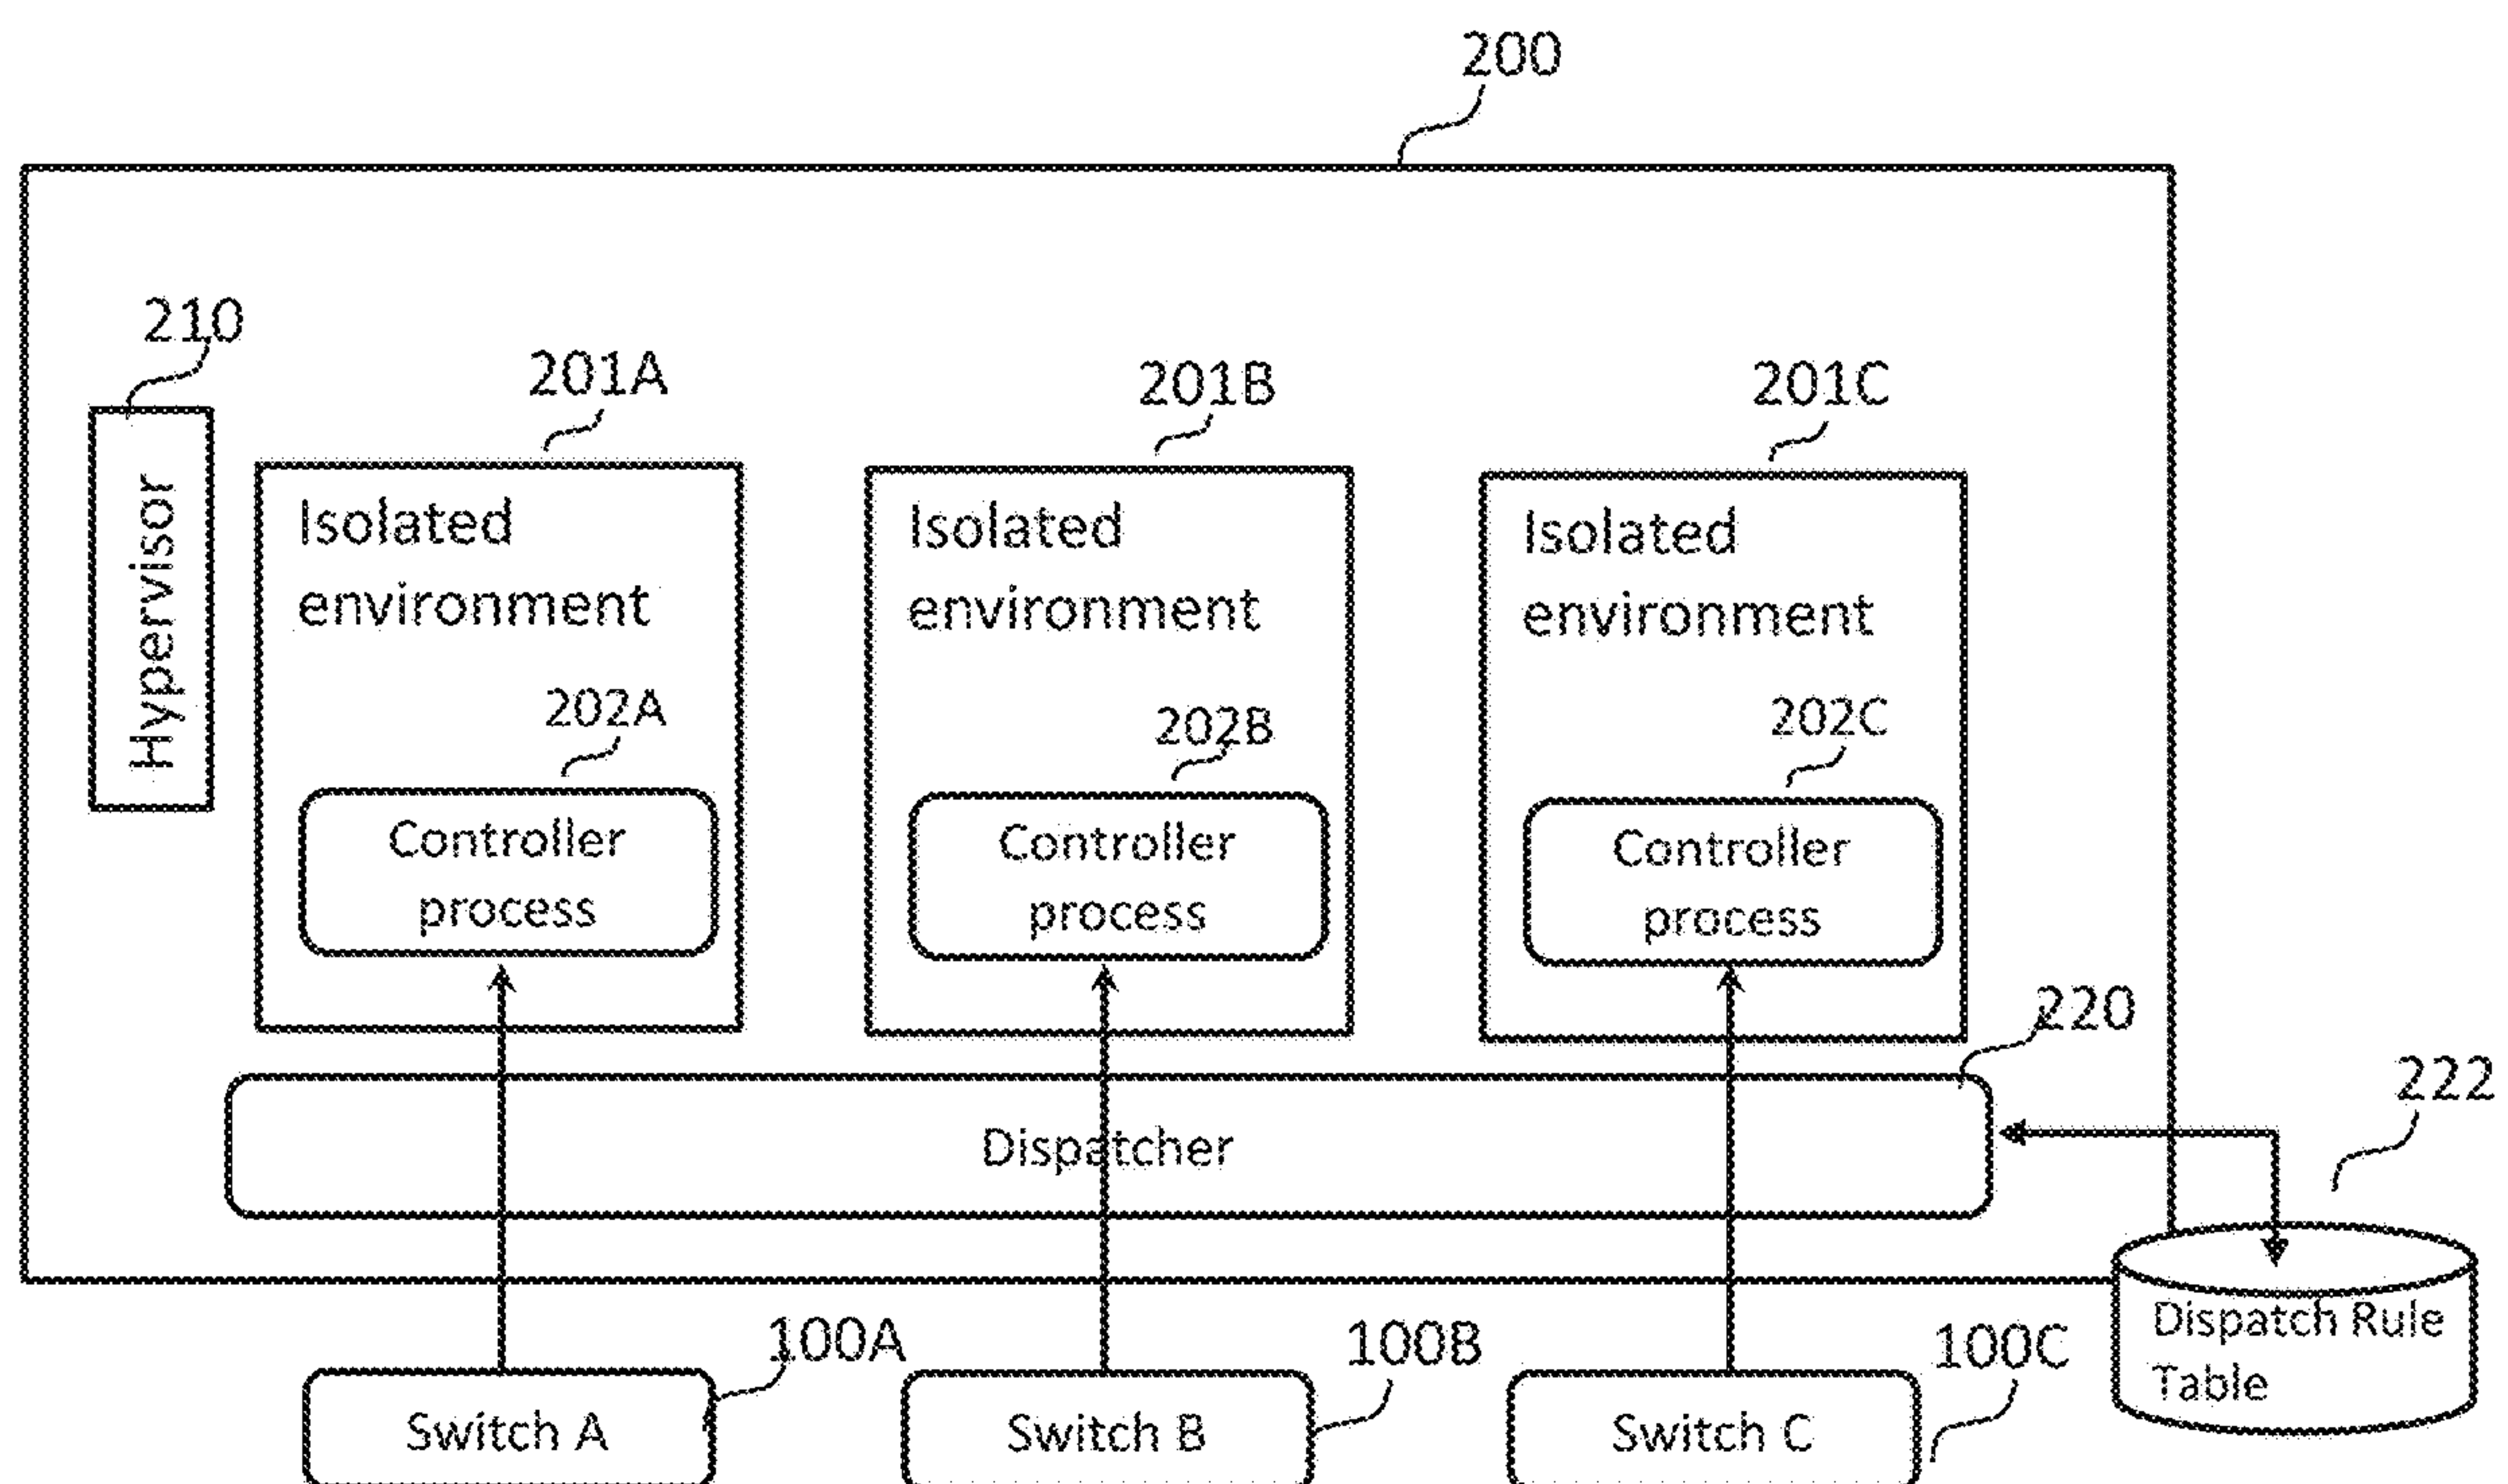 200
210
201A
201B
201C
Hypervisor
Isolated
environment
Isolated
environment
Isolated
environment
202A
202B
202C
Controller
process
Controller
process
Controller
process
220
222
Dispatcher
Dispatch Rule
Table
100A
100B
100C
Switch A
Switch B
Switch C